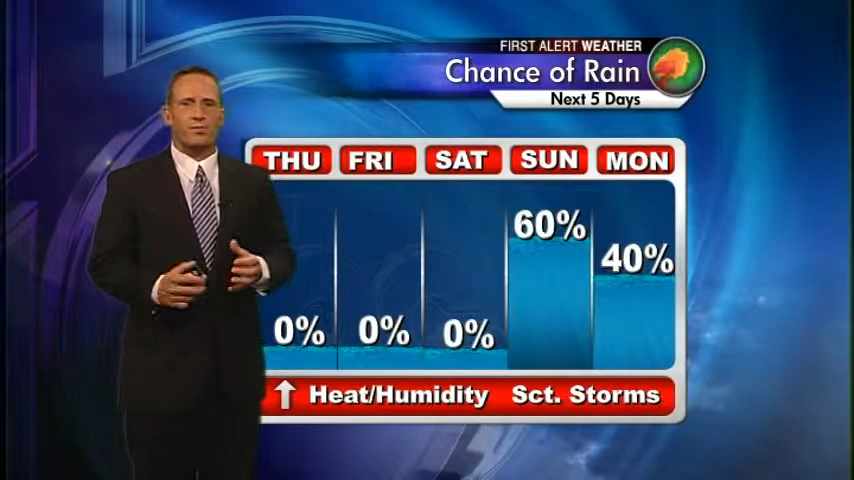 FIRST ALERT WEATHER
Chance of Rain
Next 5 Days
THU FRI SAT SUN MON
60%
40%
0% 0% 0%
↑ Heat/Humidity Sct. Storms